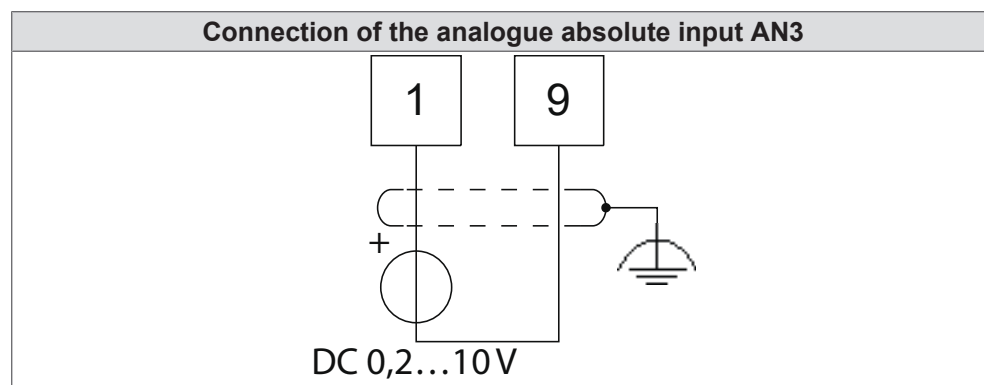 Connection of the analogue absolute input AN3
1 9
+
DC 0,2…10 V